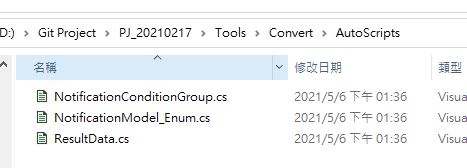 D:) › Git Project › PJ_20210217 › Tools › Convert › AutoScripts
名稱 修改日期 類型
NotificationConditionGroup.cs 2021/5/6 下午 01:36 Visua
NotificationModel_Enum.cs 2021/5/6 下午 01:36 Visua
ResultData.cs 2021/5/6 下午 01:36 Visua